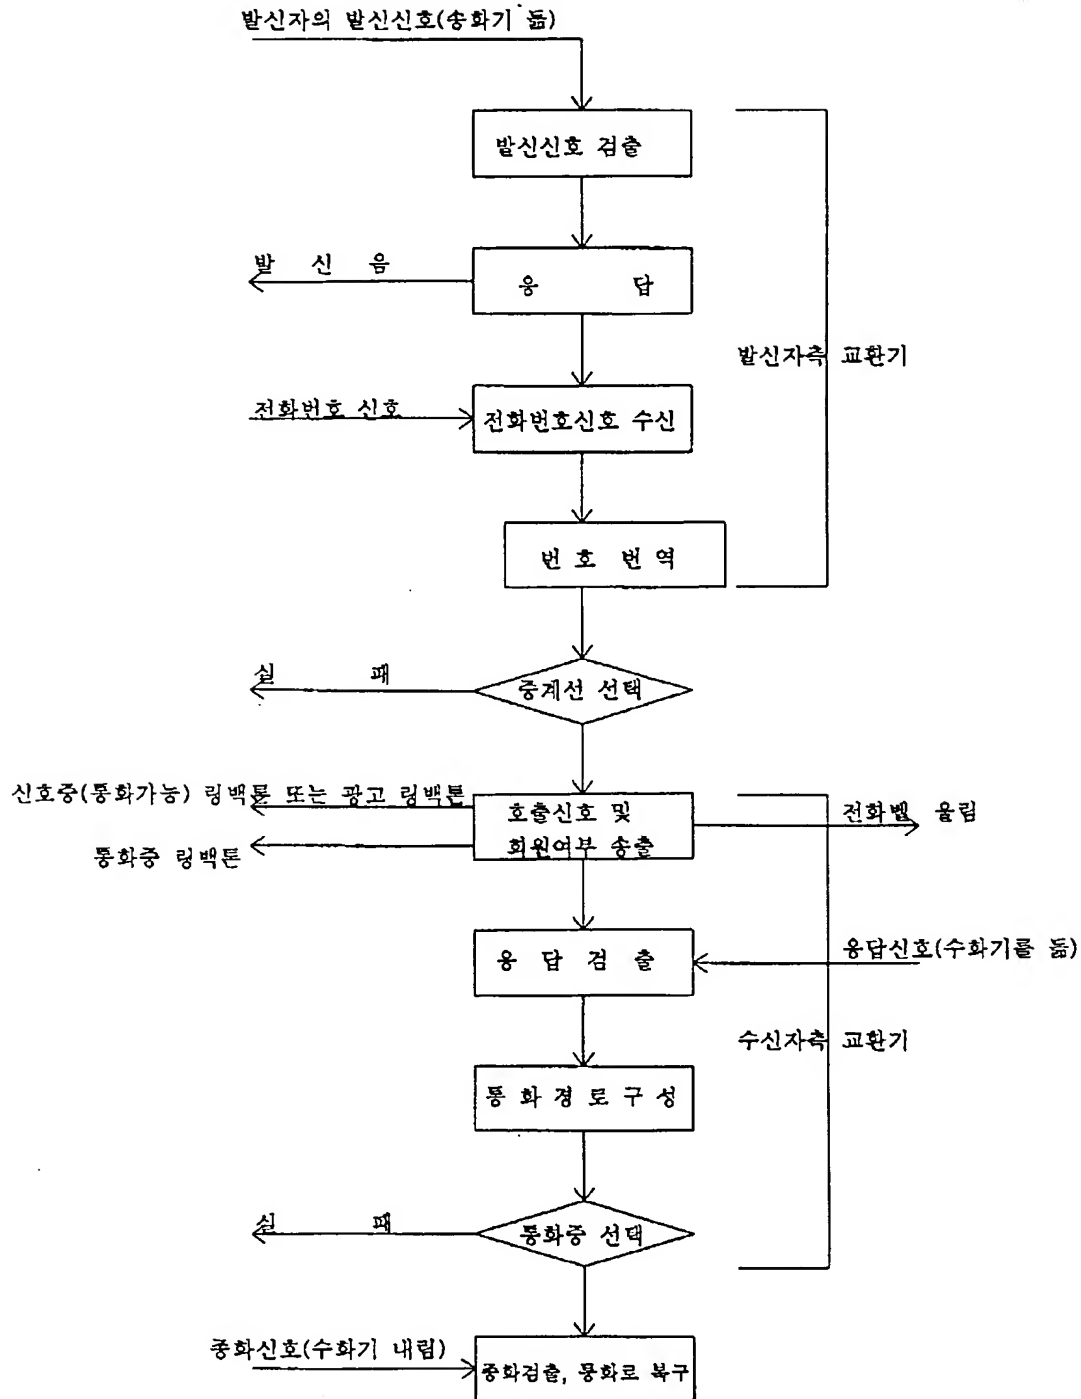 발신자의 발신신호(송화기 듦)
발신신호 검출
발 신 음
응 답
발신자측 교환기
전화번호 신호
전화번호신호 수신
번 호 번 역
실 패
중계선 선택
신호중(통화가능) 링백톤 또는 광고 링백톤
호출신호 및
회원여부 송출
전화벨 울림
통화중 링백톤
응 답 검 출
응답신호(수화기를 듦)
수신자측 교환기
통 화 경 로 구 성
실 패
통화중 선택
종화신호(수화기 내림)
종화검출, 통화로 복구